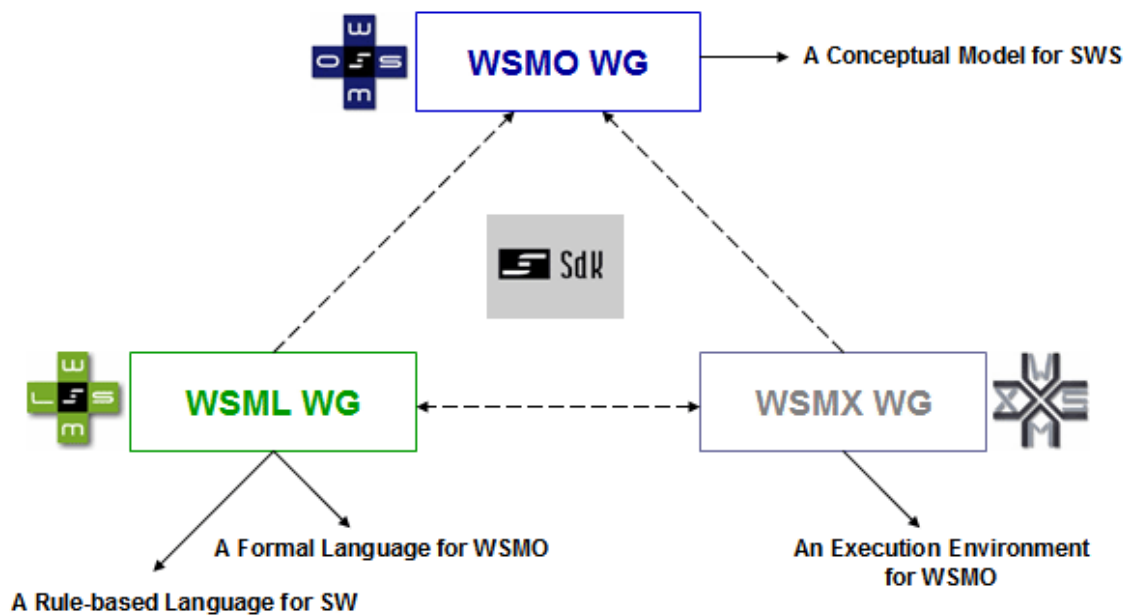 W
O S S
M
WSMO WG
A Conceptual Model for SWS
SdK
W
L S S
M
WSML WG
WSMX WG
W
X S
M
A Formal Language for WSMO
A Rule-based Language for SW
An Execution Environment
for WSMO